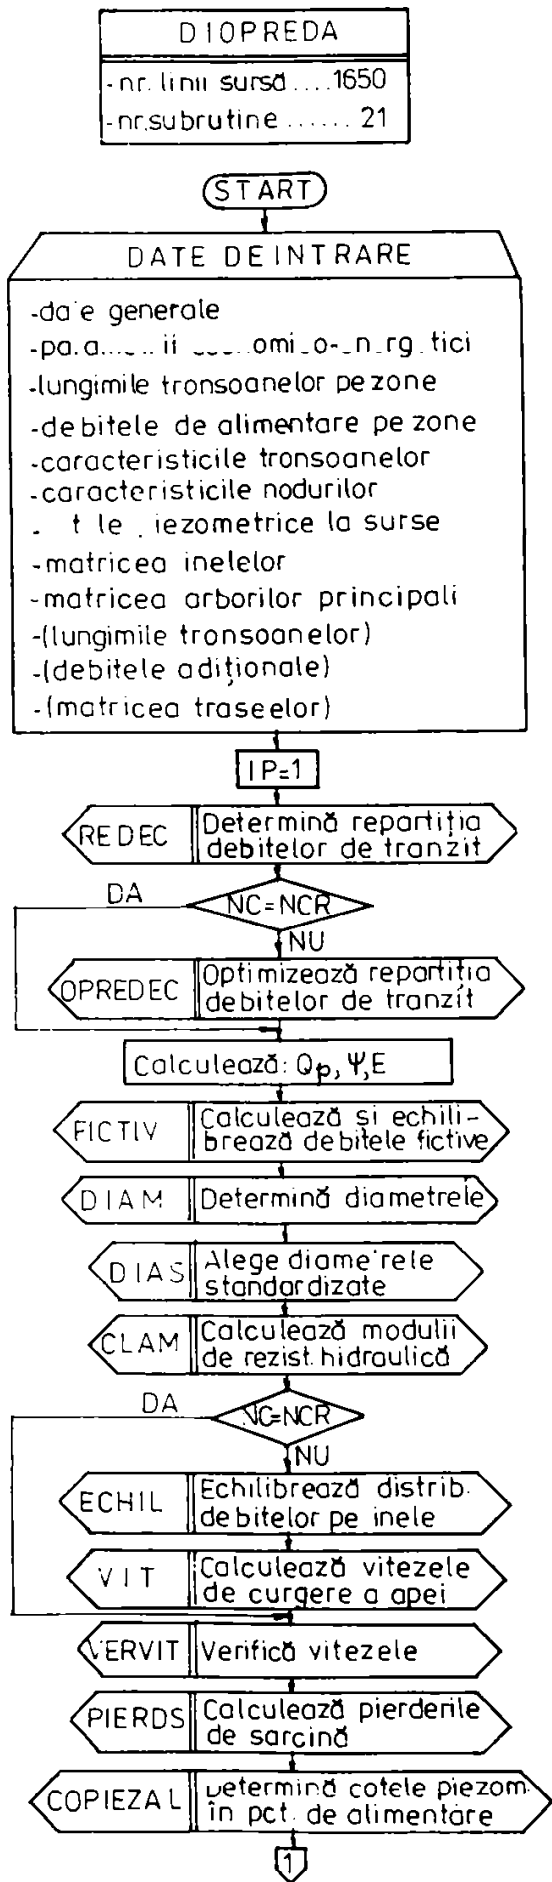 DIOPREDA
-nr. linii sursă ....1650
-nr.subrutine ...... 21
START
DATE DE INTRARE
generale
-lungimile tronsoanelor pe zone
-debitele de alimentare pe zone
-caracteristicile tronsoanelor
-caracteristicile nodurilor
la surse
-matricea inelelor
-matricea arborilor principali
-(lungimile tronsoanelor)
-(debitele adiționale)
-(matricea traseelor)
IP=1
REDEC Determină repartiția
debitelor de tranzit
DA
NC=NCR
NU
OPREDEC Optimizează repartiția
debitelor de tranzit
Calculează: Qp, Ψ, E
FICTIV Calculează si echili-
brează debitele fictive
DIAM Determină diametrele
DIAS Alege
standardizate
CLAM Calculează modulii
de rezist. hidraulică
DA
NC=NCR
NU
ECHIL Echilibrează distrib.
debitelor pe inele
VIT Calculează vitezele
de curgere a apei
VERVIT Verifică vitezele
PIERDS Calculează pierderile
de sarcină
COPIEZAL Determină cotele piezom.
în pct. de alimentare
1